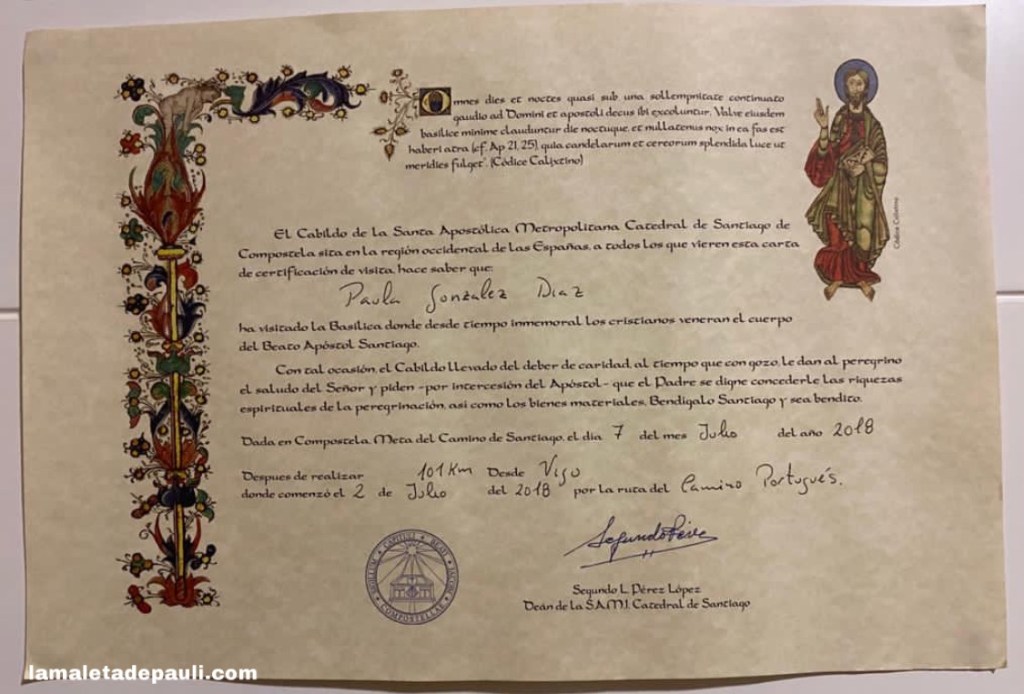 Omnes dies et noctes quasi sub una sollempnitate continuato
gaudio ad Domini et apostoli decus ibi excoluntur. Valve eiusdem
basilice minime clauduntur die noctuque et nullatenus nox in ea fas est
haberi atra (cf. Ap 21, 25), quia candelarum et cereorum splendida luce ut
meridies fulget". (Códice Calixtino)
Códice Calixtino
El Cabildo de la Santa Apostólica Metropolitana Catedral de Santiago de
Compostela sita en la región occidental de las Españas, a todos los que vieren esta carta
de certificación de visita, hace saber que:
Paula Gonzalez Diaz
ha visitado la Basílica donde desde tiempo inmemorial los cristianos veneran el cuerpo
del Beato Apóstol Santiago.
Con tal ocasión, el Cabildo llevado del deber de caridad, al tiempo que con gozo, le dan al peregrino
el saludo del Señor y piden -por intercesión del Apóstol- que el Padre se digne concederle las riquezas
espirituales de la peregrinación, así como los bienes materiales. Bendígalo Santiago y sea bendito.
Dada en Compostela, Meta del Camino de Santiago, el día 7 del mes Julio del año 2018
Despues de realizar 101 Km Desde Vigo
donde comenzó el 2 de Julio del 2018 por la ruta del Camino Portugués.
SIGILLUM CAPITULI BEATI JACOBI COMPOSTELLAE
Segundo Pérez
Segundo L. Pérez López
Deán de la S.A.M.I. Catedral de Santiago
lamaletadepauli.com